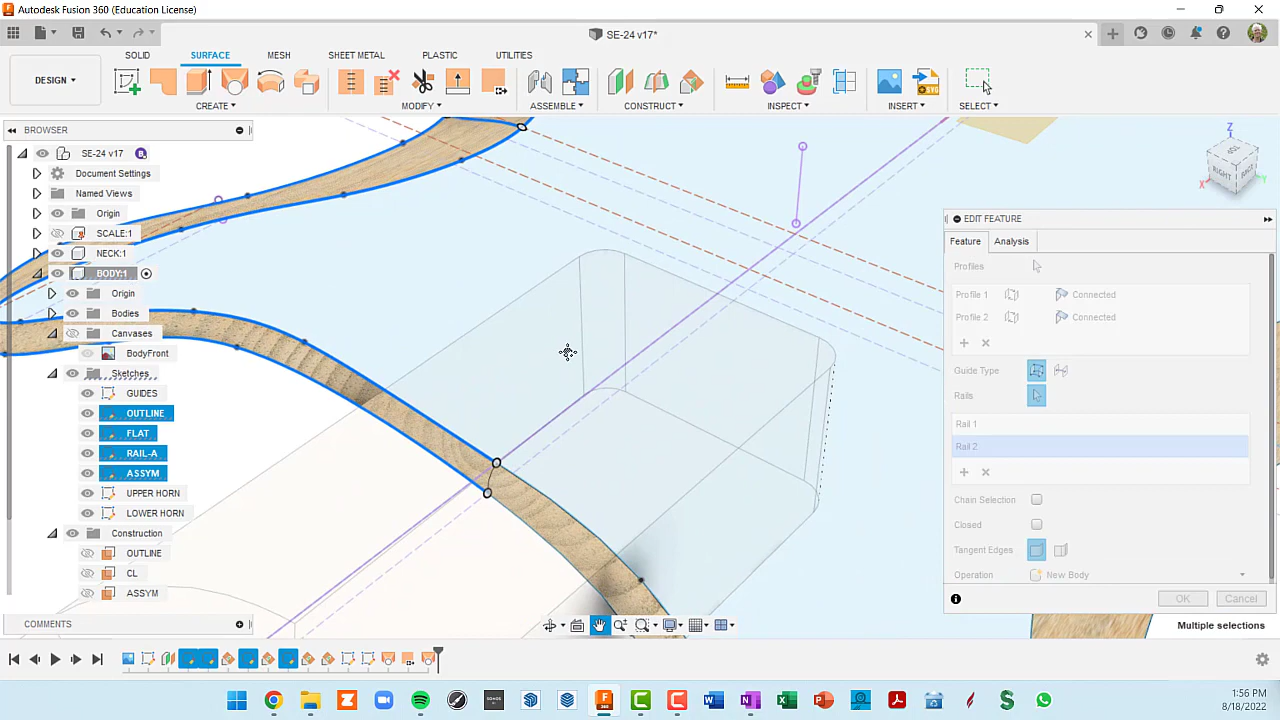 Autodesk Fusion 360 (Education License)
SE-24 v17*
DESIGN
SOLID SURFACE MESH SHEET METAL PLASTIC UTILITIES
CREATE MODIFY ASSEMBLE CONSTRUCT INSPECT INSERT SELECT
BROWSER
SE-24 v17
Document Settings
Named Views
Origin
SCALE:1
NECK:1
BODY:1
Origin
Bodies
Canvases
BodyFront
Sketches
GUIDES
OUTLINE
FLAT
RAIL-A
ASSYM
UPPER HORN
LOWER HORN
Construction
OUTLINE
CL
ASSYM
COMMENTS
Z
X
RIGHT
EDIT FEATURE
Feature Analysis
Profiles
Profile 1 Connected
Profile 2 Connected
Guide Type
Rails
Rail 1
Rail 2
Chain Selection
Closed
Tangent Edges
Operation New Body
OK Cancel
Multiple selections
1:56 PM
8/18/2022